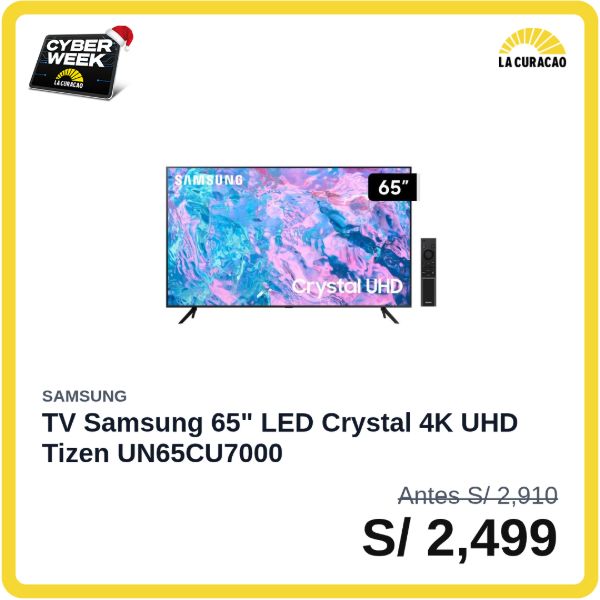 CYBER
WEEK
LA CURACAO
LA CURACAO
SAMSUNG
65"
Crystal UHD
SAMSUNG
TV Samsung 65" LED Crystal 4K UHD
Tizen UN65CU7000
Antes S/ 2,910
S/ 2,499